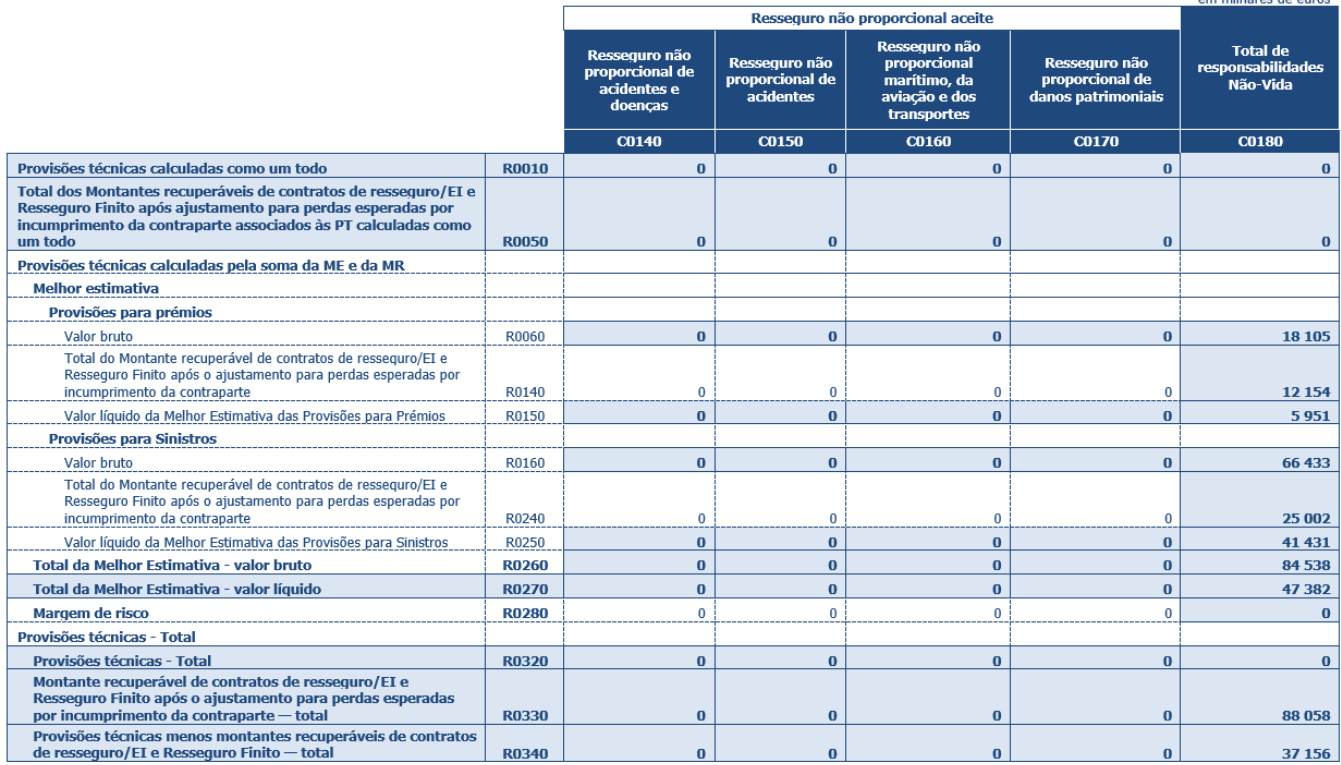 em milhares de euros
Resseguro não proporcional aceite
Resseguro não
proporcional de
acidentes e
doenças
Resseguro não
proporcional de
acidentes
Resseguro não
proporcional
marítimo, da
aviação e dos
transportes
Resseguro não
proporcional de
danos patrimoniais
Total de
responsabilidades
Não-Vida
C0140 C0150 C0160 C0170 C0180
Provisões técnicas calculadas como um todo R0010 0 0 0 0 0
Total dos Montantes recuperáveis de contratos de resseguro/EI e
Resseguro Finito após ajustamento para perdas esperadas por
incumprimento da contraparte associados às PT calculadas como
um todo R0050 0 0 0 0 0
Provisões técnicas calculadas pela soma da ME e da MR
Melhor estimativa
Provisões para prémios
Valor bruto R0060 0 0 0 0 18 105
Total do Montante recuperável de contratos de resseguro/EI e
Resseguro Finito após o ajustamento para perdas esperadas por
incumprimento da contraparte R0140 0 0 0 0 12 154
Valor líquido da Melhor Estimativa das Provisões para Prémios R0150 0 0 0 0 5 951
Provisões para Sinistros
Valor bruto R0160 0 0 0 0 66 433
Total do Montante recuperável de contratos de resseguro/EI e
Resseguro Finito após o ajustamento para perdas esperadas por
incumprimento da contraparte R0240 0 0 0 0 25 002
Valor líquido da Melhor Estimativa das Provisões para Sinistros R0250 0 0 0 0 41 431
Total da Melhor Estimativa - valor bruto R0260 0 0 0 0 84 538
Total da Melhor Estimativa - valor líquido R0270 0 0 0 0 47 382
Margem de risco R0280 0 0 0 0 0
Provisões técnicas - Total
Provisões técnicas - Total R0320 0 0 0 0 0
Montante recuperável de contratos de resseguro/EI e
Resseguro Finito após o ajustamento para perdas esperadas
por incumprimento da contraparte — total R0330 0 0 0 0 88 058
Provisões técnicas menos montantes recuperáveis de contratos
de resseguro/EI e Resseguro Finito — total R0340 0 0 0 0 37 156